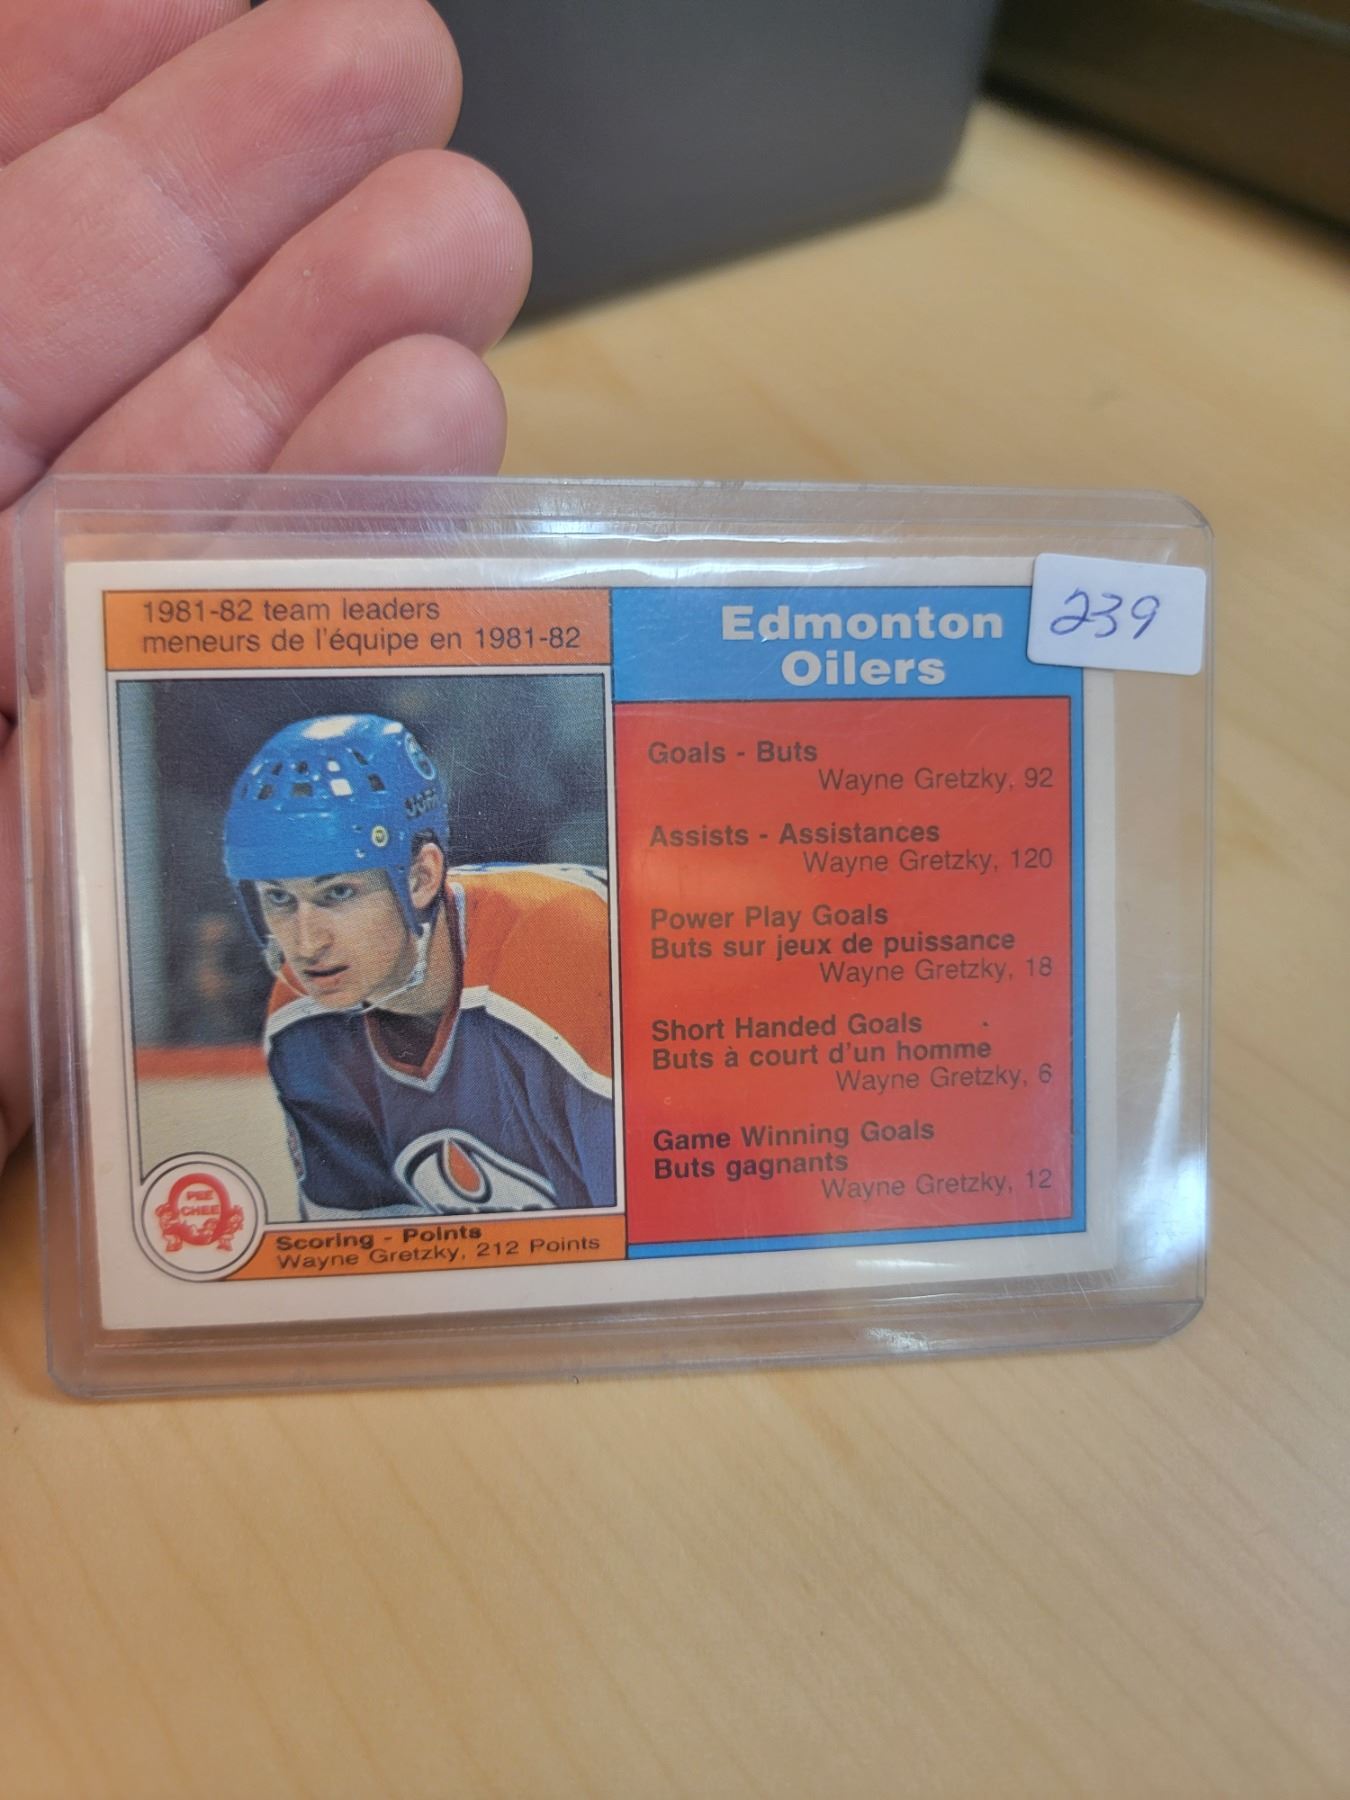 239
1981-82 team leaders
meneurs de l'équipe en 1981-82
Edmonton
Oilers
Goals - Buts
Wayne Gretzky, 92
Assists - Assistances
Wayne Gretzky, 120
Power Play Goals
Buts sur jeux de puissance
Wayne Gretzky, 18
Short Handed Goals
Buts à court d'un homme
Wayne Gretzky, 6
Game Winning Goals
Buts gagnants
Wayne Gretzky, 12
PEE
CHEE
Scoring - Points
Wayne Gretzky, 212 Points